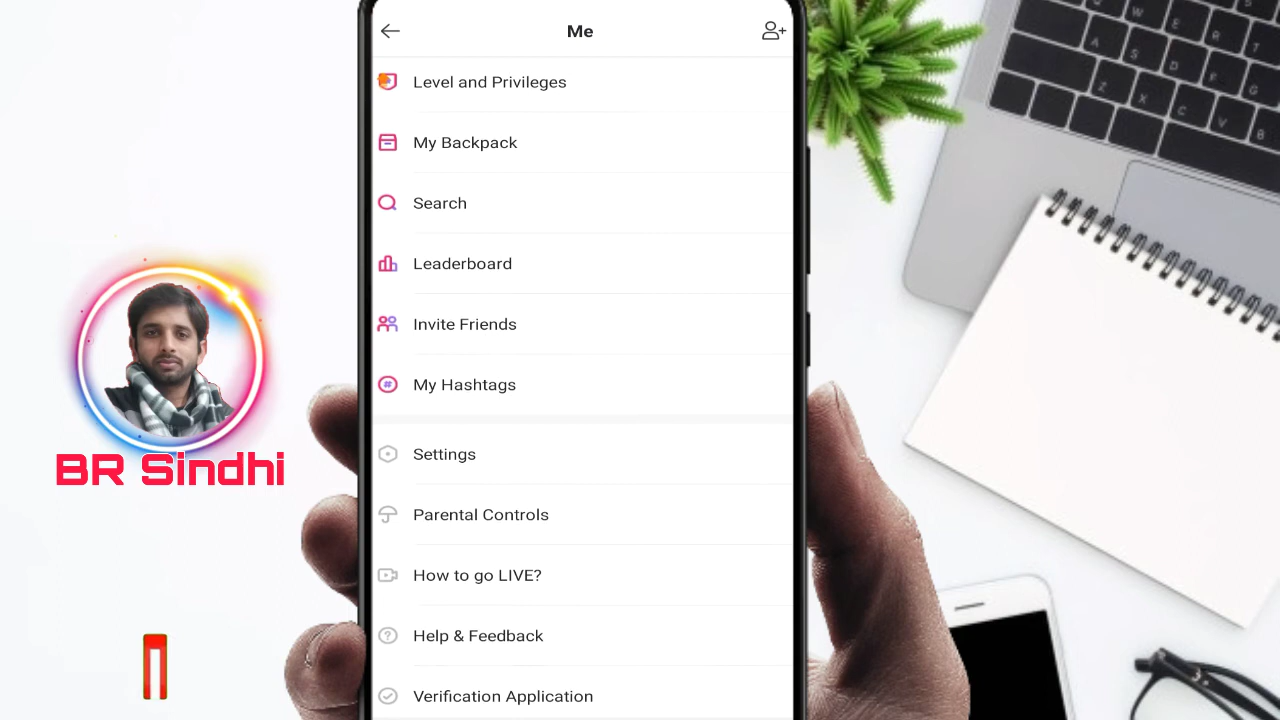 Me
Level and Privileges
My Backpack
Search
Leaderboard
Invite Friends
My Hashtags
Settings
Parental Controls
How to go LIVE?
Help & Feedback
Verification Application
BR Sindhi